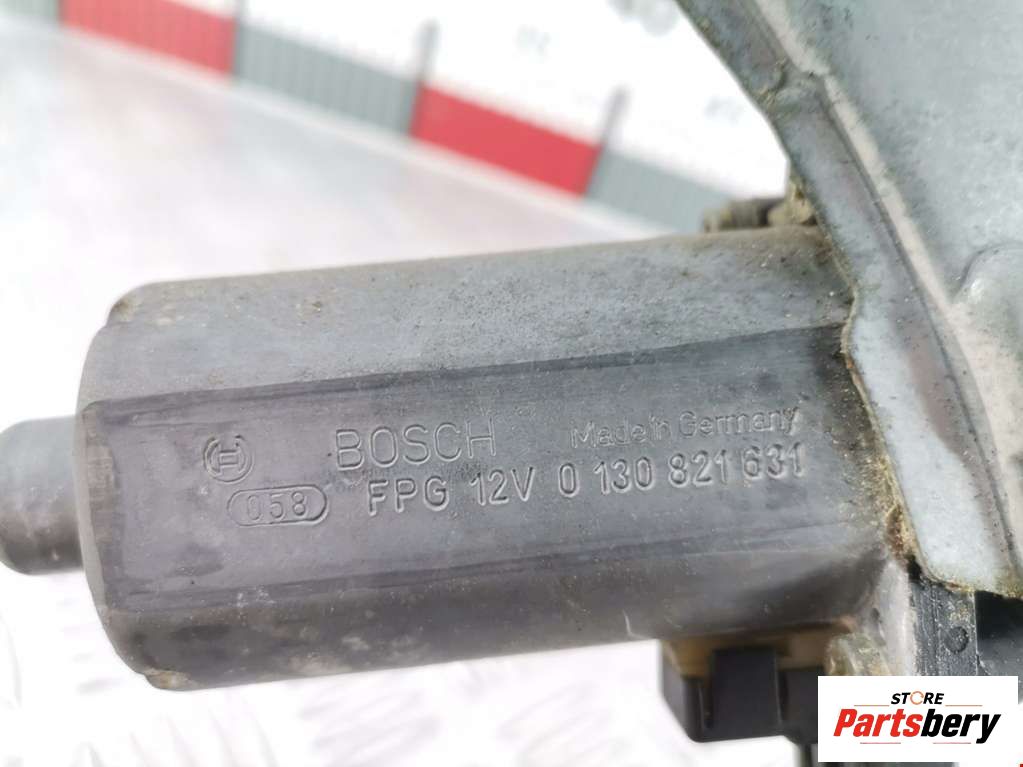 BOSCH Made in Germany
058 FPG 12V 0 130 821 631
STORE
Partsbery